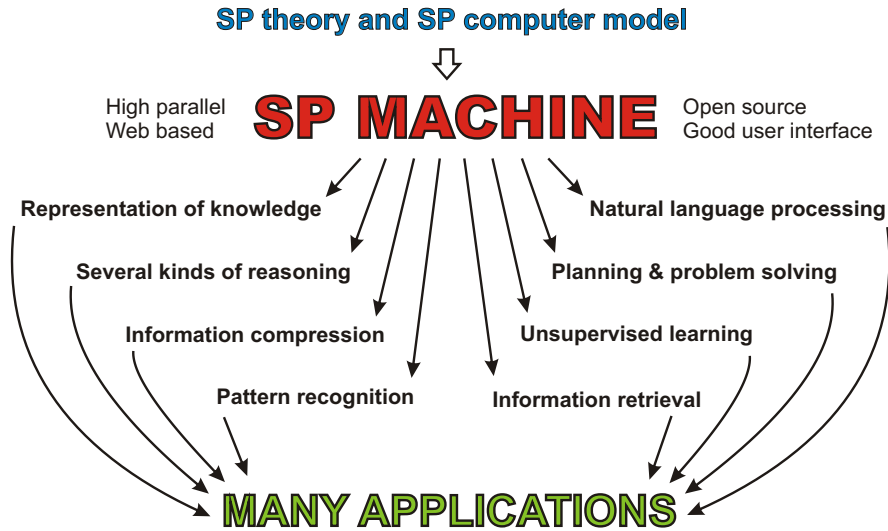 SP theory and SP computer model
High parallel
Web based
SP MACHINE
Open source
Good user interface
Representation of knowledge
Natural language processing
Several kinds of reasoning
Planning & problem solving
Information compression
Unsupervised learning
Pattern recognition
Information retrieval
MANY APPLICATIONS